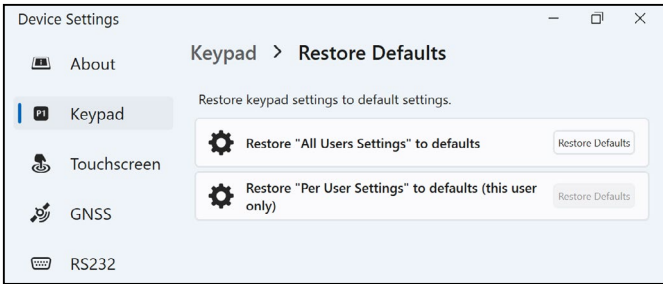 Device Settings
About
Keypad > Restore Defaults
P1 Keypad
Restore keypad settings to default settings.
Restore "All Users Settings" to defaults
Restore Defaults
Touchscreen
Restore "Per User Settings" to defaults (this user
only)
Restore Defaults
GNSS
RS232